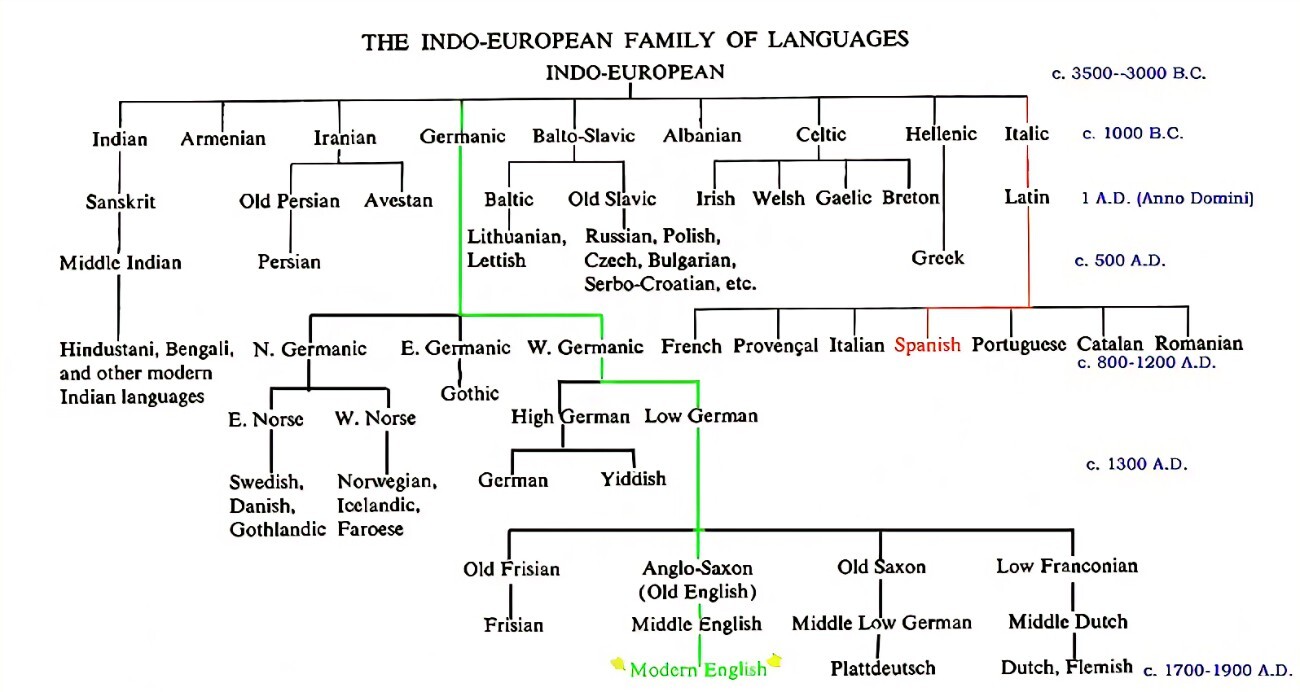 THE INDO-EUROPEAN FAMILY OF LANGUAGES
INDO-EUROPEAN
c. 3500--3000 B.C.
Indian Armenian Iranian Germanic Balto-Slavic Albanian Celtic Hellenic Italic c. 1000 B.C.
Sanskrit Old Persian Avestan Baltic Old Slavic Irish Welsh Gaelic Breton Latin 1 A.D. (Anno Domini)
Lithuanian, Russian, Polish,
Middle Indian Persian Lettish Czech, Bulgarian, Greek c. 500 A.D.
Serbo-Croatian, etc.
Hindustani, Bengali, N. Germanic E. Germanic W. Germanic French Provençal Italian Spanish Portuguese Catalan Romanian
c. 800-1200 A.D.
and other modern
Indian languages Gothic
E. Norse W. Norse High German Low German
c. 1300 A.D.
Swedish, Norwegian, German Yiddish
Danish, Icelandic,
Gothlandic Faroese
Old Frisian Anglo-Saxon Old Saxon Low Franconian
(Old English)
Frisian Middle English Middle Low German Middle Dutch
Modern English Plattdeutsch Dutch, Flemish c. 1700-1900 A.D.